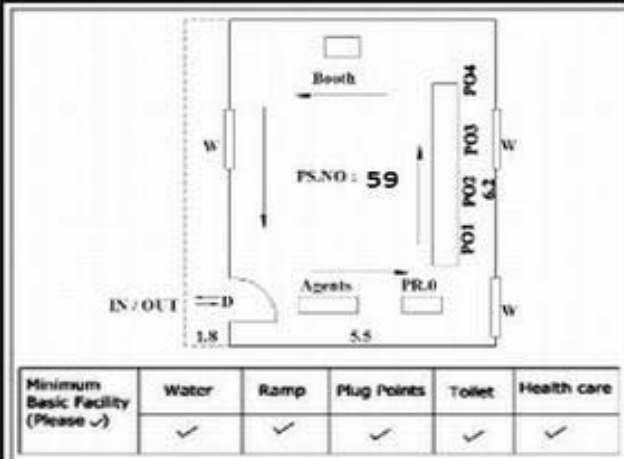 Booth
PO4
PO3
PO2
PO1
W
W
6.2
PS.NO : 59
Agents
PR.0
IN / OUT
D
W
1.8
5.5
Minimum Basic Facility (Please ✓)
Water
Ramp
Plug Points
Toilet
Health care
✓
✓
✓
✓
✓